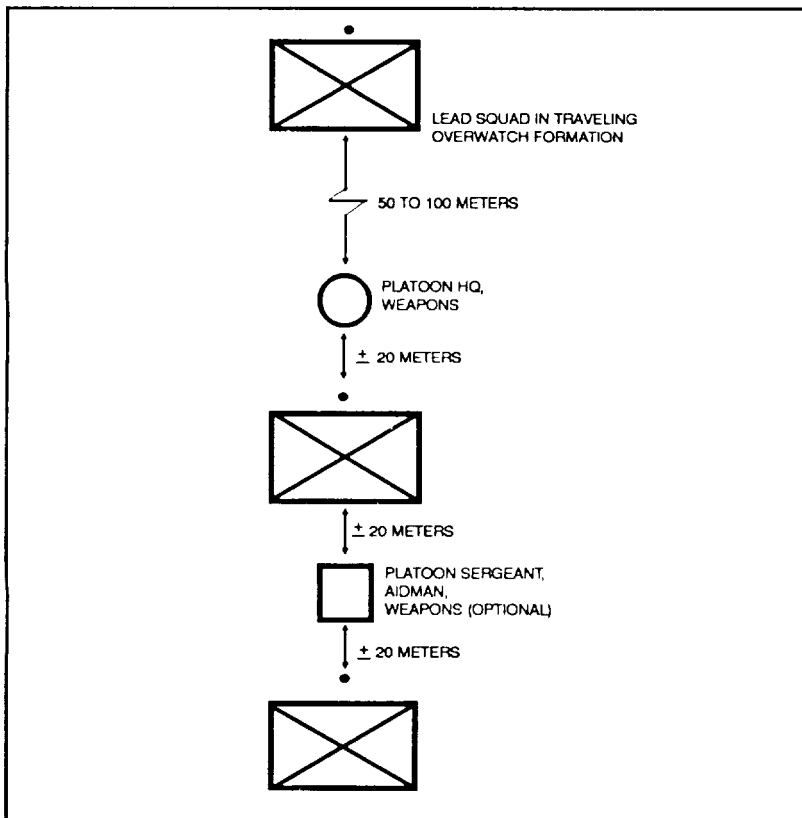 LEAD SQUAD IN TRAVELING
OVERWATCH FORMATION
50 TO 100 METERS
PLATOON HQ,
WEAPONS
± 20 METERS
± 20 METERS
PLATOON SERGEANT,
AIDMAN,
WEAPONS (OPTIONAL)
± 20 METERS